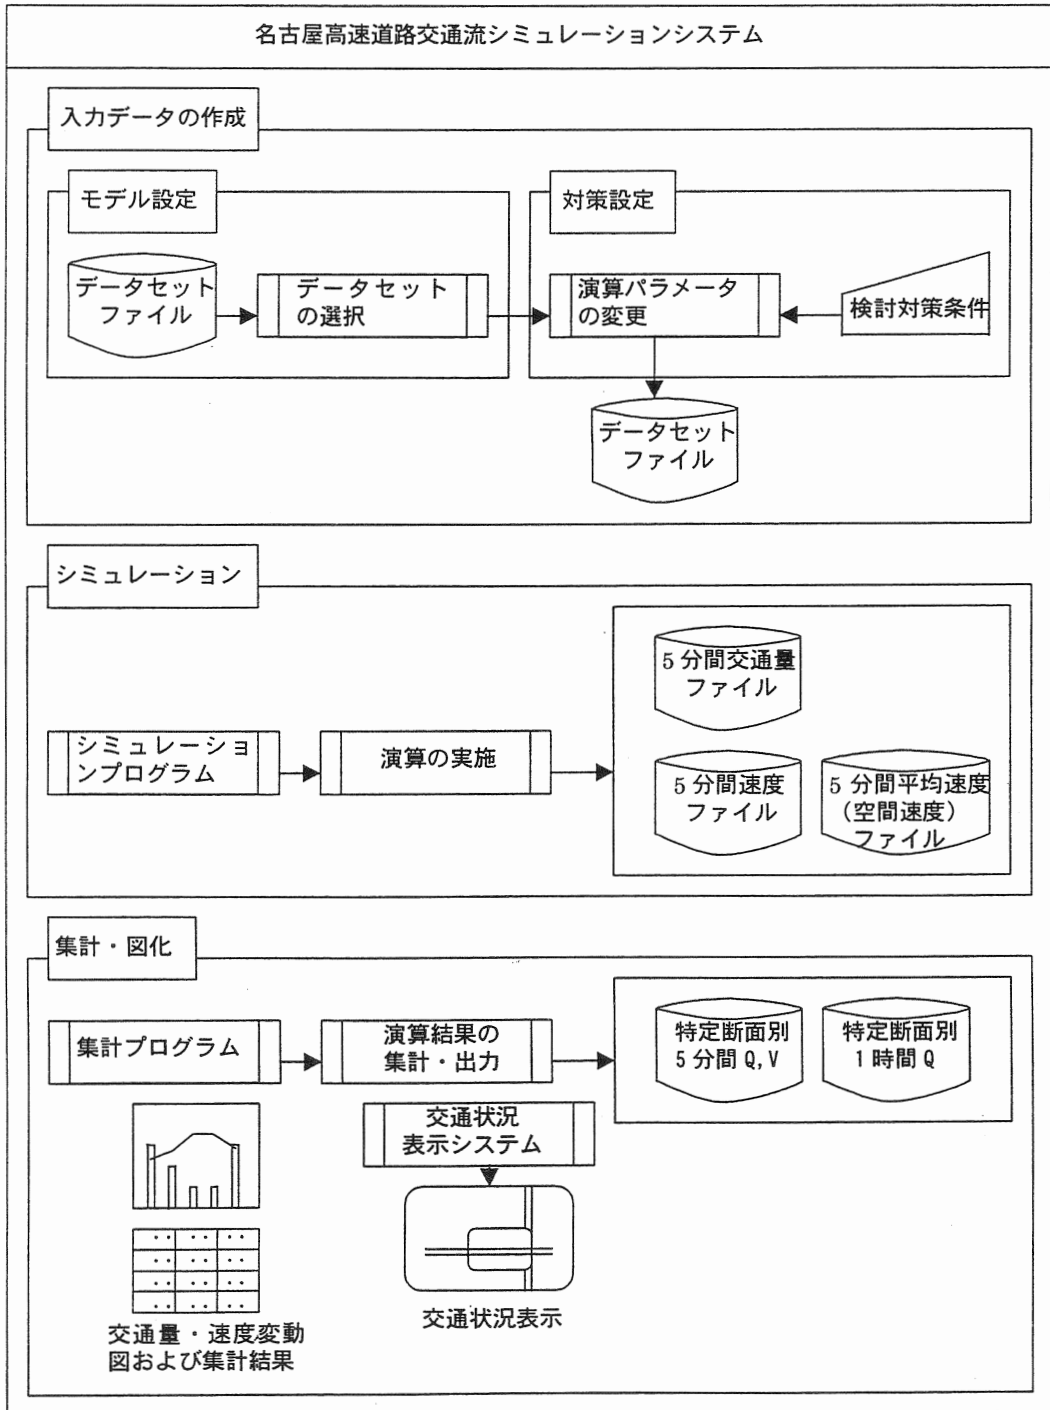 名古屋高速道路交通流シミュレーションシステム
入力データの作成
モデル設定
データセット
ファイル
データセット
の選択
対策設定
演算パラメータ
の変更
検討対策条件
データセット
ファイル
シミュレーション
シミュレーショ
ンプログラム
演算の実施
5分間交通量
ファイル
5分間速度
ファイル
5分間平均速度
(空間速度)
ファイル
集計・図化
集計プログラム
演算結果の
集計・出力
特定断面別
5分間Q,V
特定断面別
1時間Q
交通状況
表示システム
交通量・速度変動
図および集計結果
交通状況表示